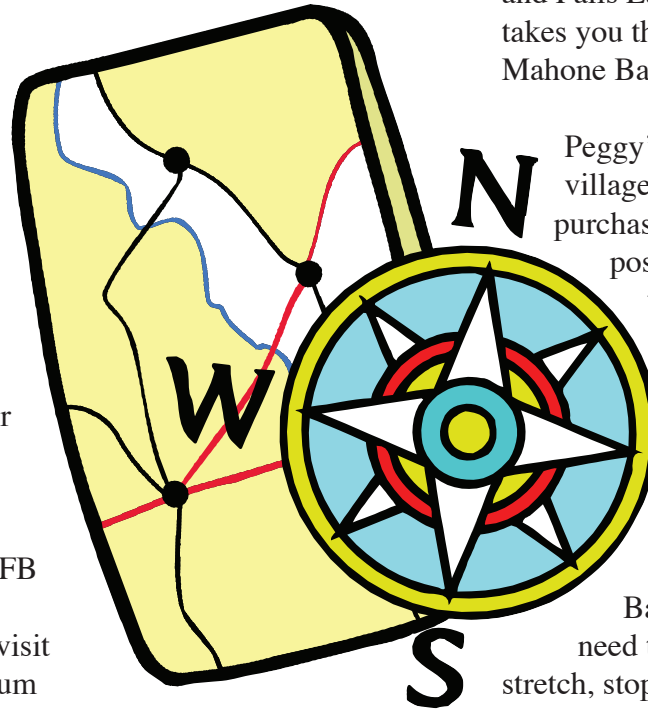 takes you th
Mahone Ba
Peggy'
village
purchas
pos
N
W
r
FB
visit
um
Ba
need t
stretch, stop
S